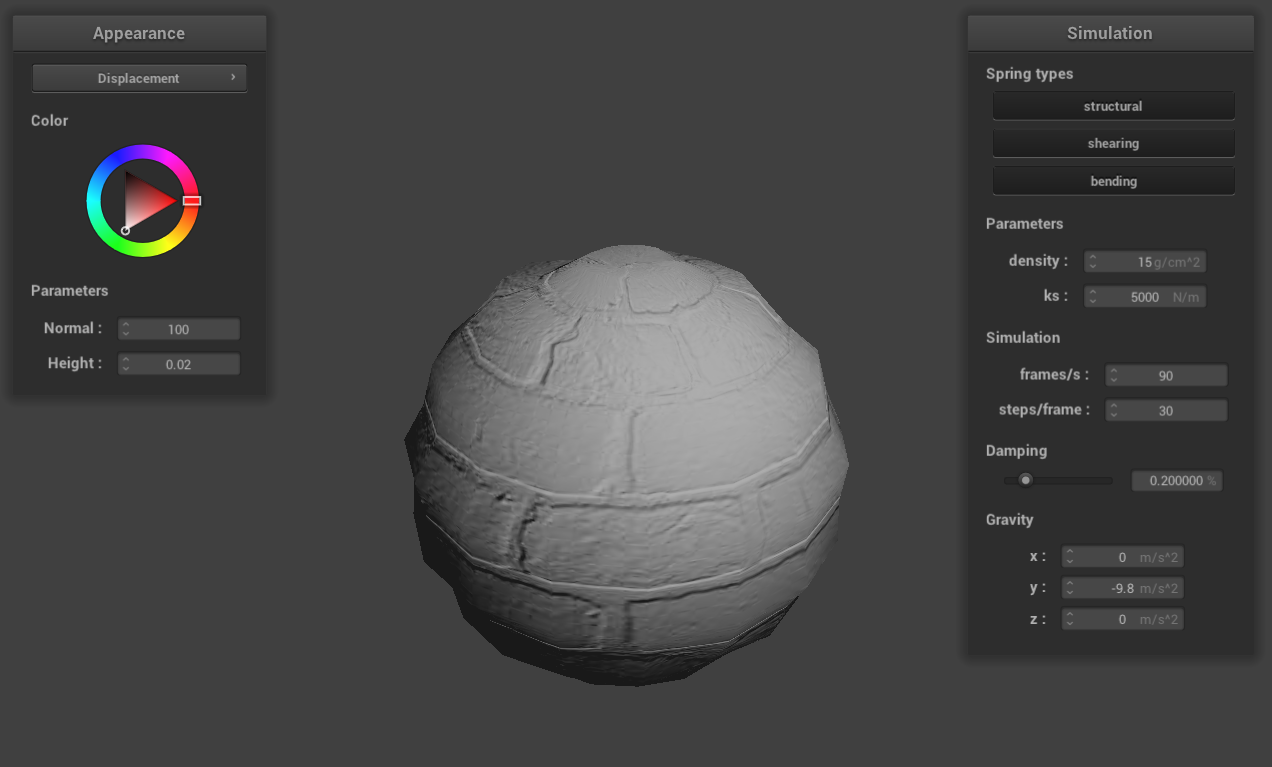 Appearance
Displacement
Color
Parameters
Normal : 100
Height : 0.02
Simulation
Spring types
structural
shearing
bending
Parameters
density : 15 g/cm^2
ks : 5000 N/m
Simulation
frames/s : 90
steps/frame : 30
Damping
0.200000 %
Gravity
x : 0 m/s^2
y : -9.8 m/s^2
z : 0 m/s^2